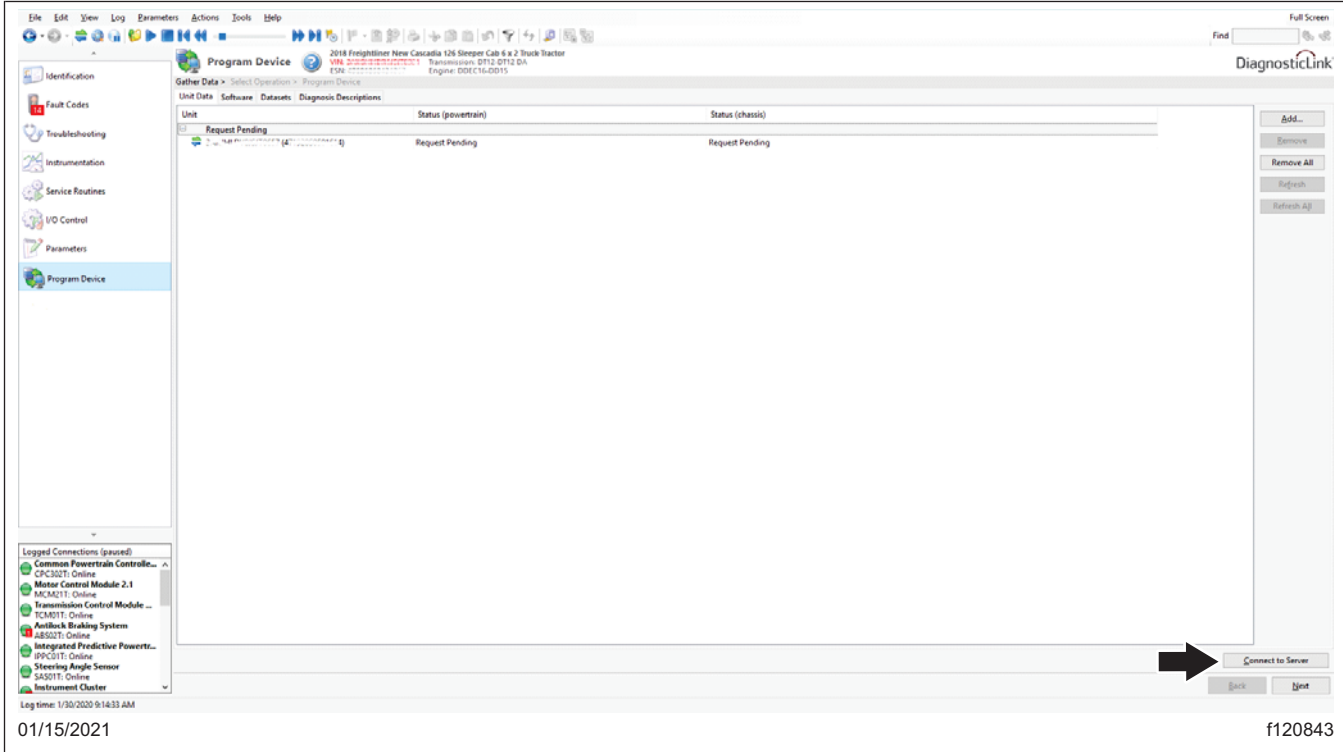 File Edit View Log Parameters Actions Tools Help
Full Screen
Find
Program Device
2018 Freightliner New Cascadia 126 Sleeper Cab 6 x 2 Truck Tractor
VIN: Transmission: DT12-DT12 DA
ESN: Engine: DDEC16-DD15
DiagnosticLink
Gather Data > Select Operation > Program Device
Unit Data Software Datasets Diagnosis Descriptions
Unit Status (powertrain) Status (chassis)
Request Pending
Request Pending Request Pending
Add...
Remove
Remove All
Refresh
Refresh All
Identification
14
Fault Codes
Troubleshooting
Instrumentation
Service Routines
I/O Control
Parameters
Program Device
Logged Connections (paused)
Common Powertrain Controlle...
CPC302T: Online
Motor Control Module 2.1
MCM21T: Online
Transmission Control Module ...
TCM01T: Online
Antilock Braking System
ABS02T: Online
Integrated Predictive Powertr...
IPPC01T: Online
Steering Angle Sensor
SAS01T: Online
Instrument Cluster
Connect to Server
Back Next
Log time: 1/30/2020 9:14:33 AM
01/15/2021
f120843